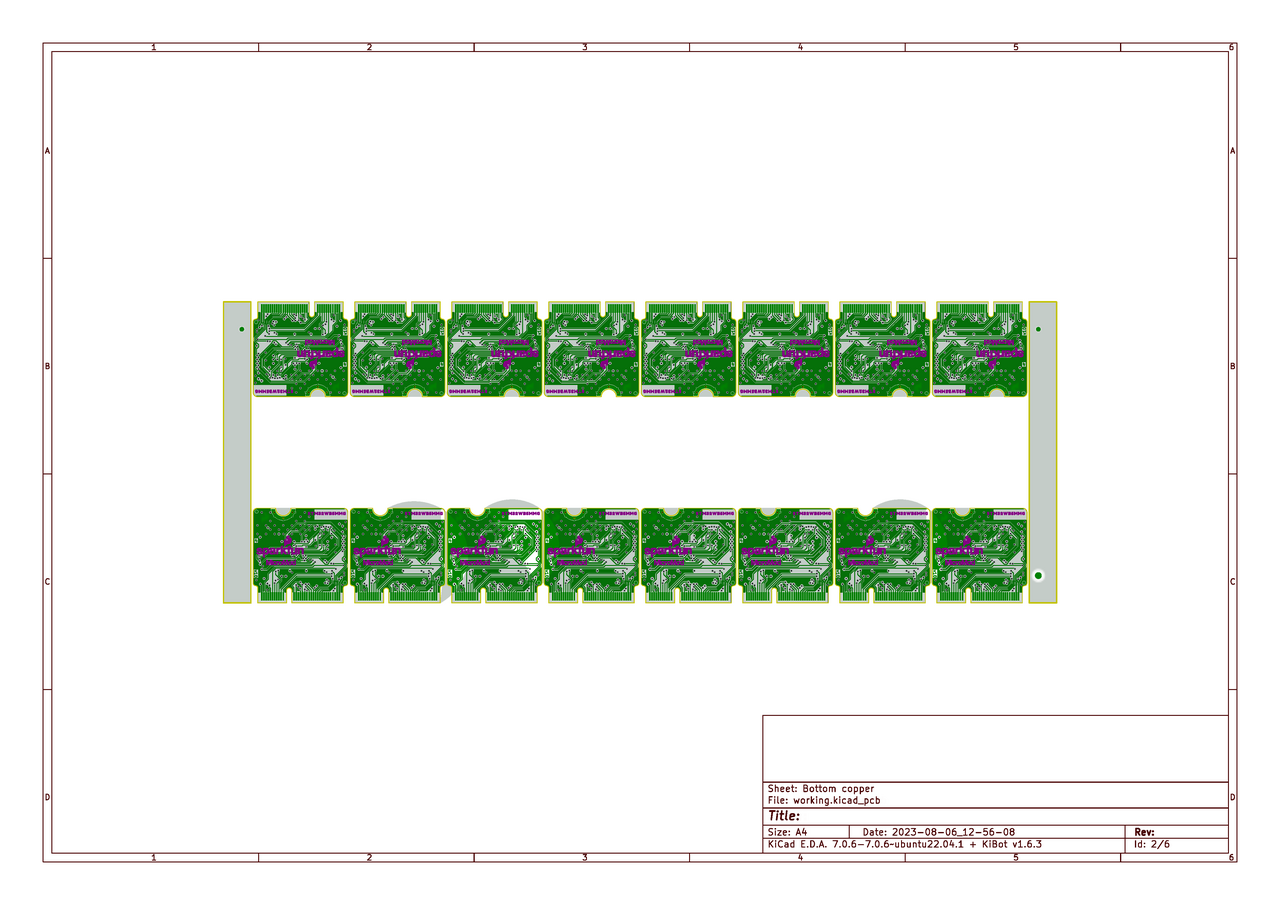 1 2 3 4 5 6
A A
B B
sparkfun sparkfun sparkfun sparkfun sparkfun sparkfun sparkfun sparkfun
sparkfun sparkfun sparkfun sparkfun sparkfun sparkfun sparkfun sparkfun
C C
D D
Sheet: Bottom copper
File: working.kicad_pcb
Title:
Size: A4 Date: 2023-08-06_12-56-08 Rev:
KiCad E.D.A. 7.0.6-7.0.6~ubuntu22.04.1 + KiBot v1.6.3 Id: 2/6
1 2 3 4 5 6